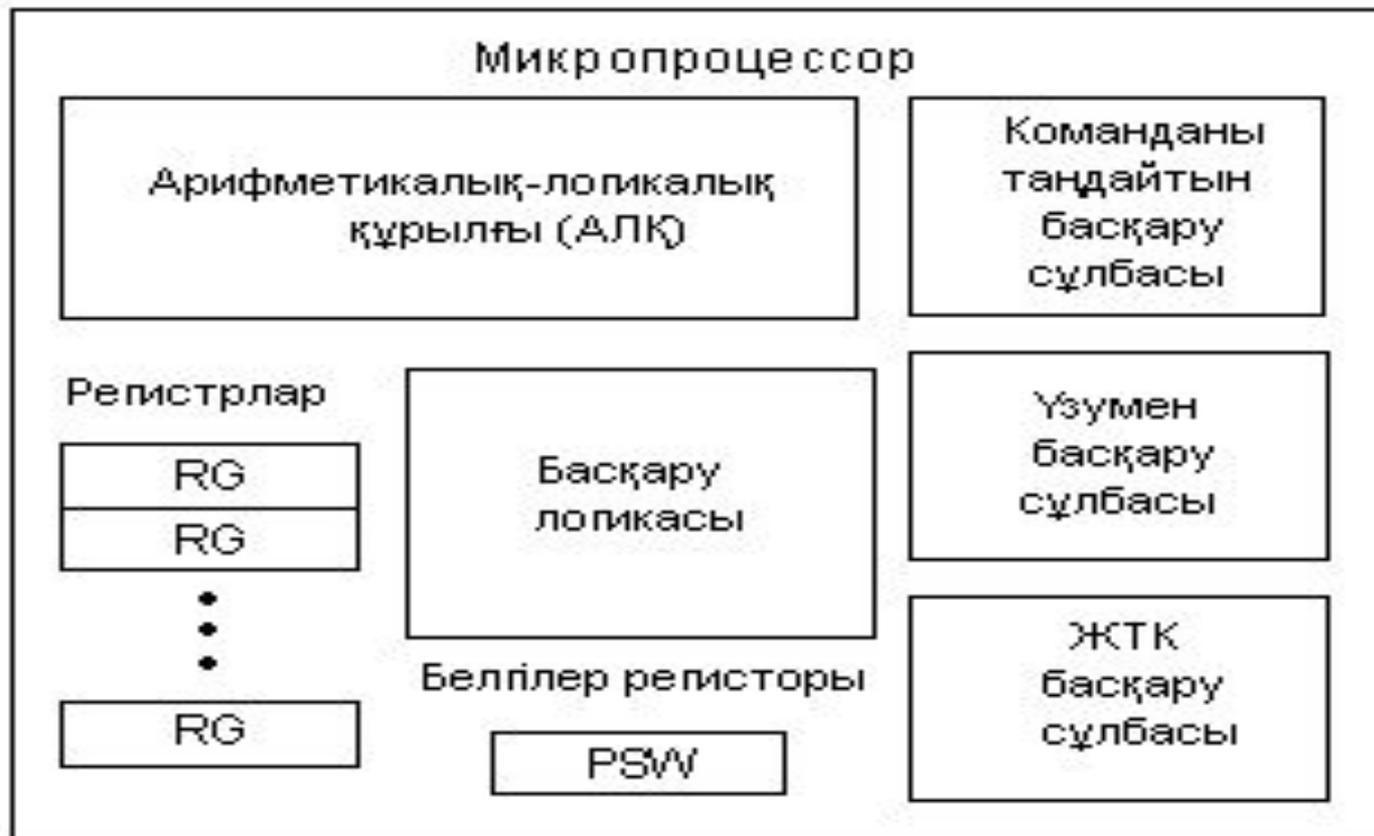 Микропроцессор
Арифметикалық-логикалық
құрылғы (АЛҚ)
Команданы
таңдайтын
басқару
сұлбасы
Регистрлар
RG
RG
RG
Басқару
логикасы
Үзумен
басқару
сұлбасы
Белгілер регисторы
PSW
ЖТК
басқару
сұлбасы